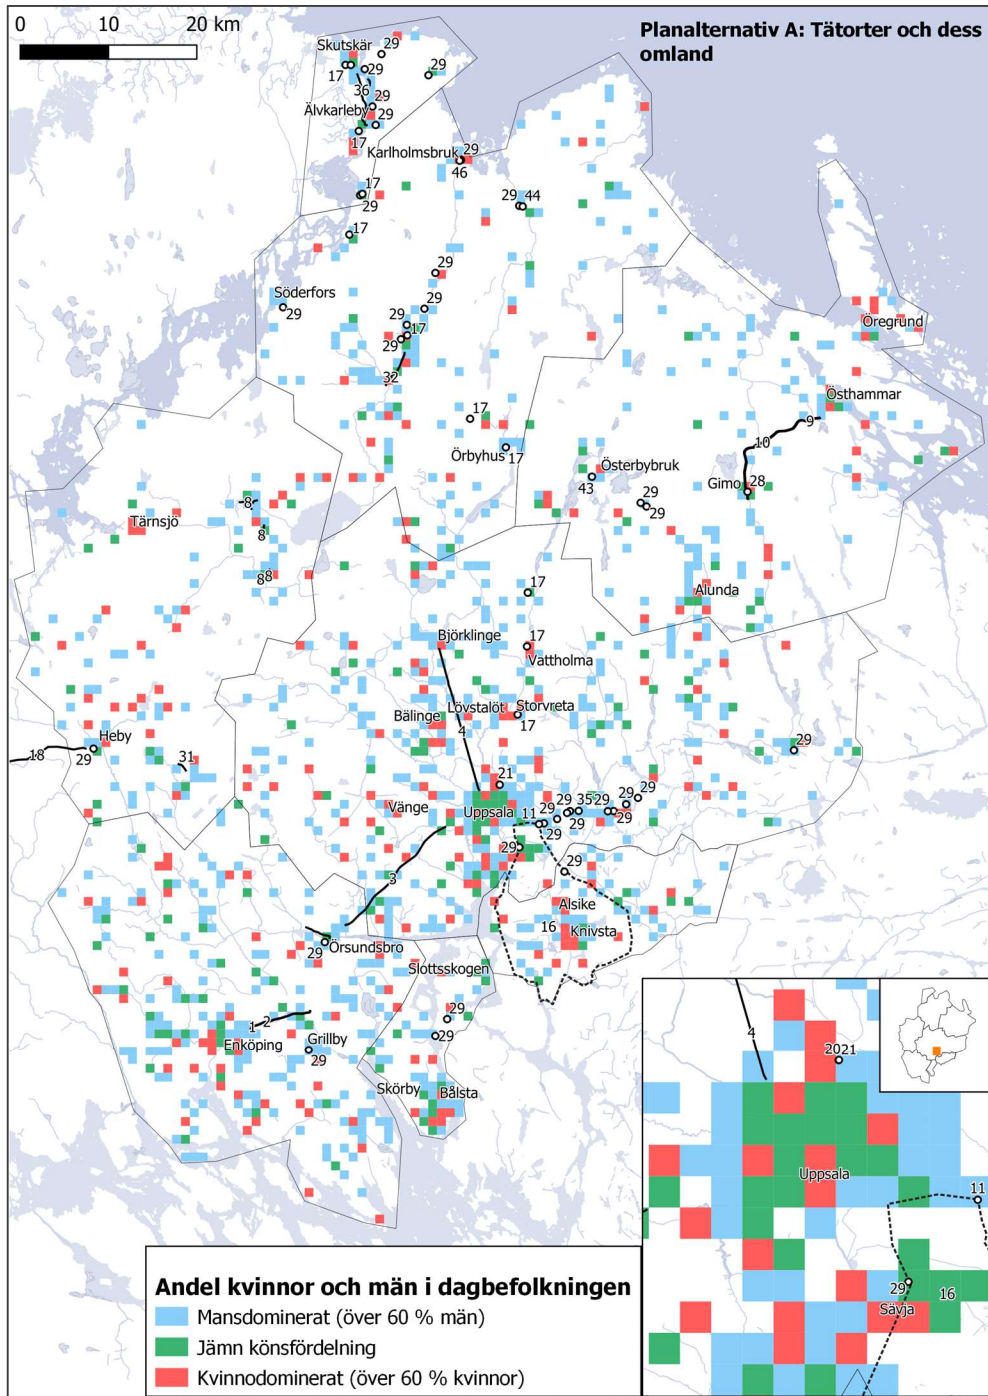 0 10 20 km
Planalternativ A: Tätorter och dess
omland
Skutskär
29
17
29
29
36
29
Älvkarleby
29
17
Karlholmsbruk
29
46
17
29
29
44
17
29
Söderfors
29
29
29
17
29
32
Öregrund
Östhammar
9
10
17
Örbyhus
17
Österbybruk
43
Gimo
28
29
29
8
Tärnsjö
8
8
8
17
Alunda
Björklinge
17
Vattholma
Lövstalöt
Storvreta
17
Bälinge
4
Heby
18
29
31
29
21
Vänge
Uppsala
11
29
29
29
35
29
29
29
29
29
29
3
Alsike
16
Knivsta
29
Örsundsbro
Slottsskogen
29
29
1
2
Enköping
Grillby
29
Skörby
Bålsta
4
2021
Uppsala
11
29
16
Sävja
Andel kvinnor och män i dagbefolkningen
Mansdominerat (över 60 % män)
Jämn könsfördelning
Kvinnodominerat (över 60 % kvinnor)